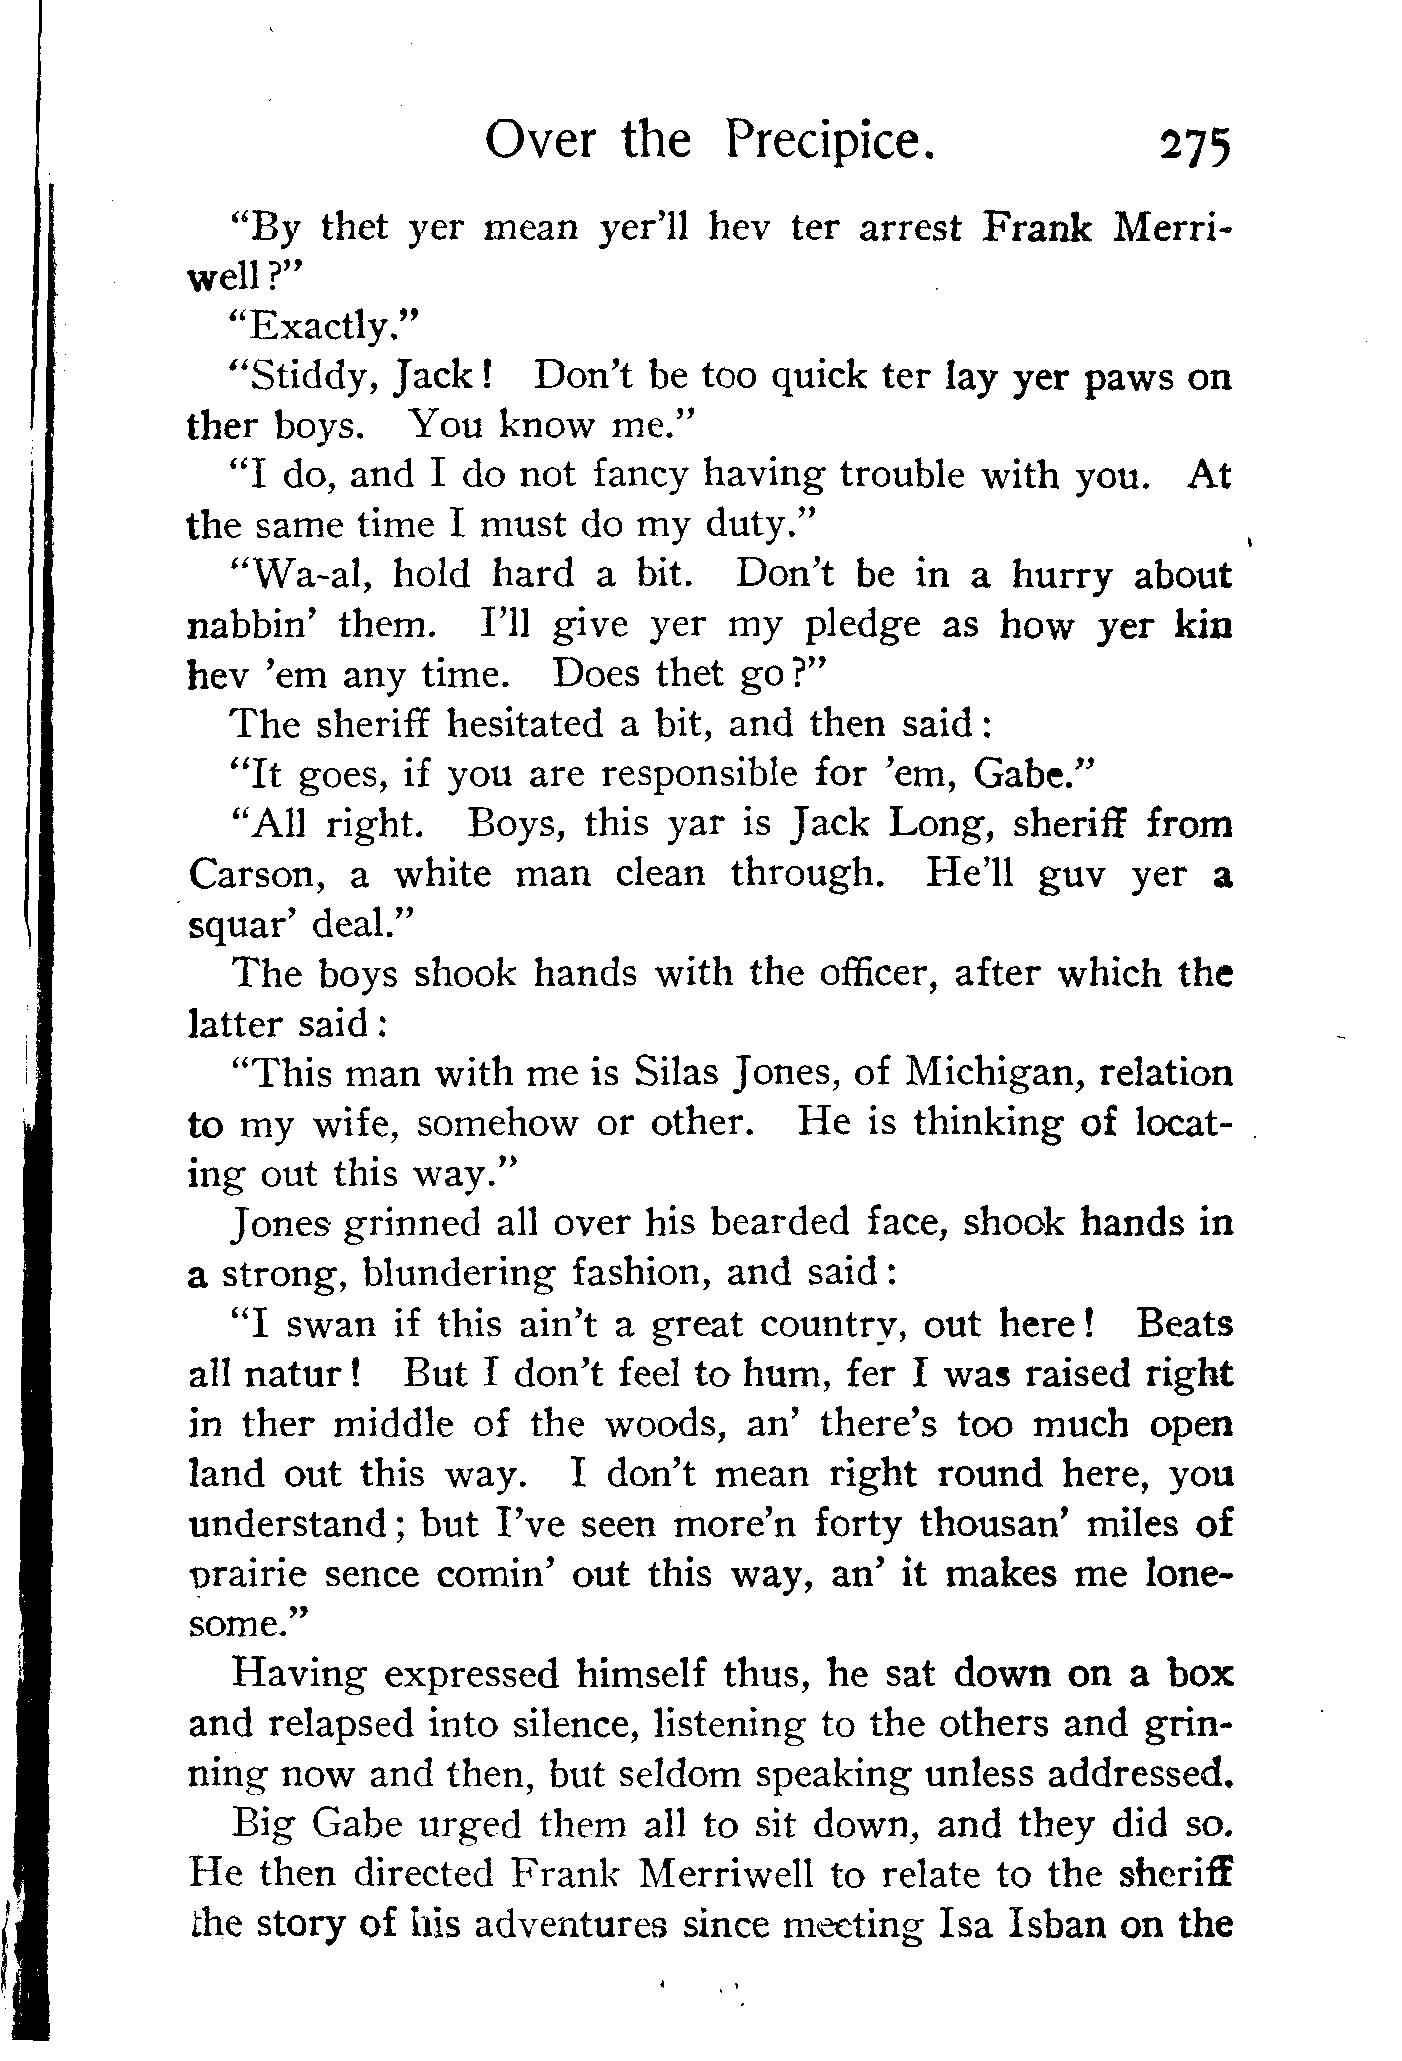 Over the Precipice. 275
“By thet yer mean yer’ll hev ter arrest Frank Merri-
well?”
“Exactly.”
“Stiddy, Jack! Don’t be too quick ter lay yer paws on
ther boys. You know me.”
“I do, and I do not fancy having trouble with you. At
the same time I must do my duty.”
“Wa-al, hold hard a bit. Don’t be in a hurry about
nabbin’ them. I’ll give yer my pledge as how yer kin
hev ’em any time. Does thet go?”
The sheriff hesitated a bit, and then said:
“It goes, if you are responsible for ’em, Gabe.”
“All right. Boys, this yar is Jack Long, sheriff from
Carson, a white man clean through. He’ll guv yer a
squar’ deal.”
The boys shook hands with the officer, after which the
latter said:
“This man with me is Silas Jones, of Michigan, relation
to my wife, somehow or other. He is thinking of locat-
ing out this way.”
Jones grinned all over his bearded face, shook hands in
a strong, blundering fashion, and said:
“I swan if this ain’t a great country, out here! Beats
all natur! But I don’t feel to hum, fer I was raised right
in ther middle of the woods, an’ there’s too much open
land out this way. I don’t mean right round here, you
understand; but I’ve seen more’n forty thousan’ miles of
prairie sence comin’ out this way, an’ it makes me lone-
some.”
Having expressed himself thus, he sat down on a box
and relapsed into silence, listening to the others and grin-
ning now and then, but seldom speaking unless addressed.
Big Gabe urged them all to sit down, and they did so.
He then directed Frank Merriwell to relate to the sheriff
the story of his adventures since meeting Isa Isban on the